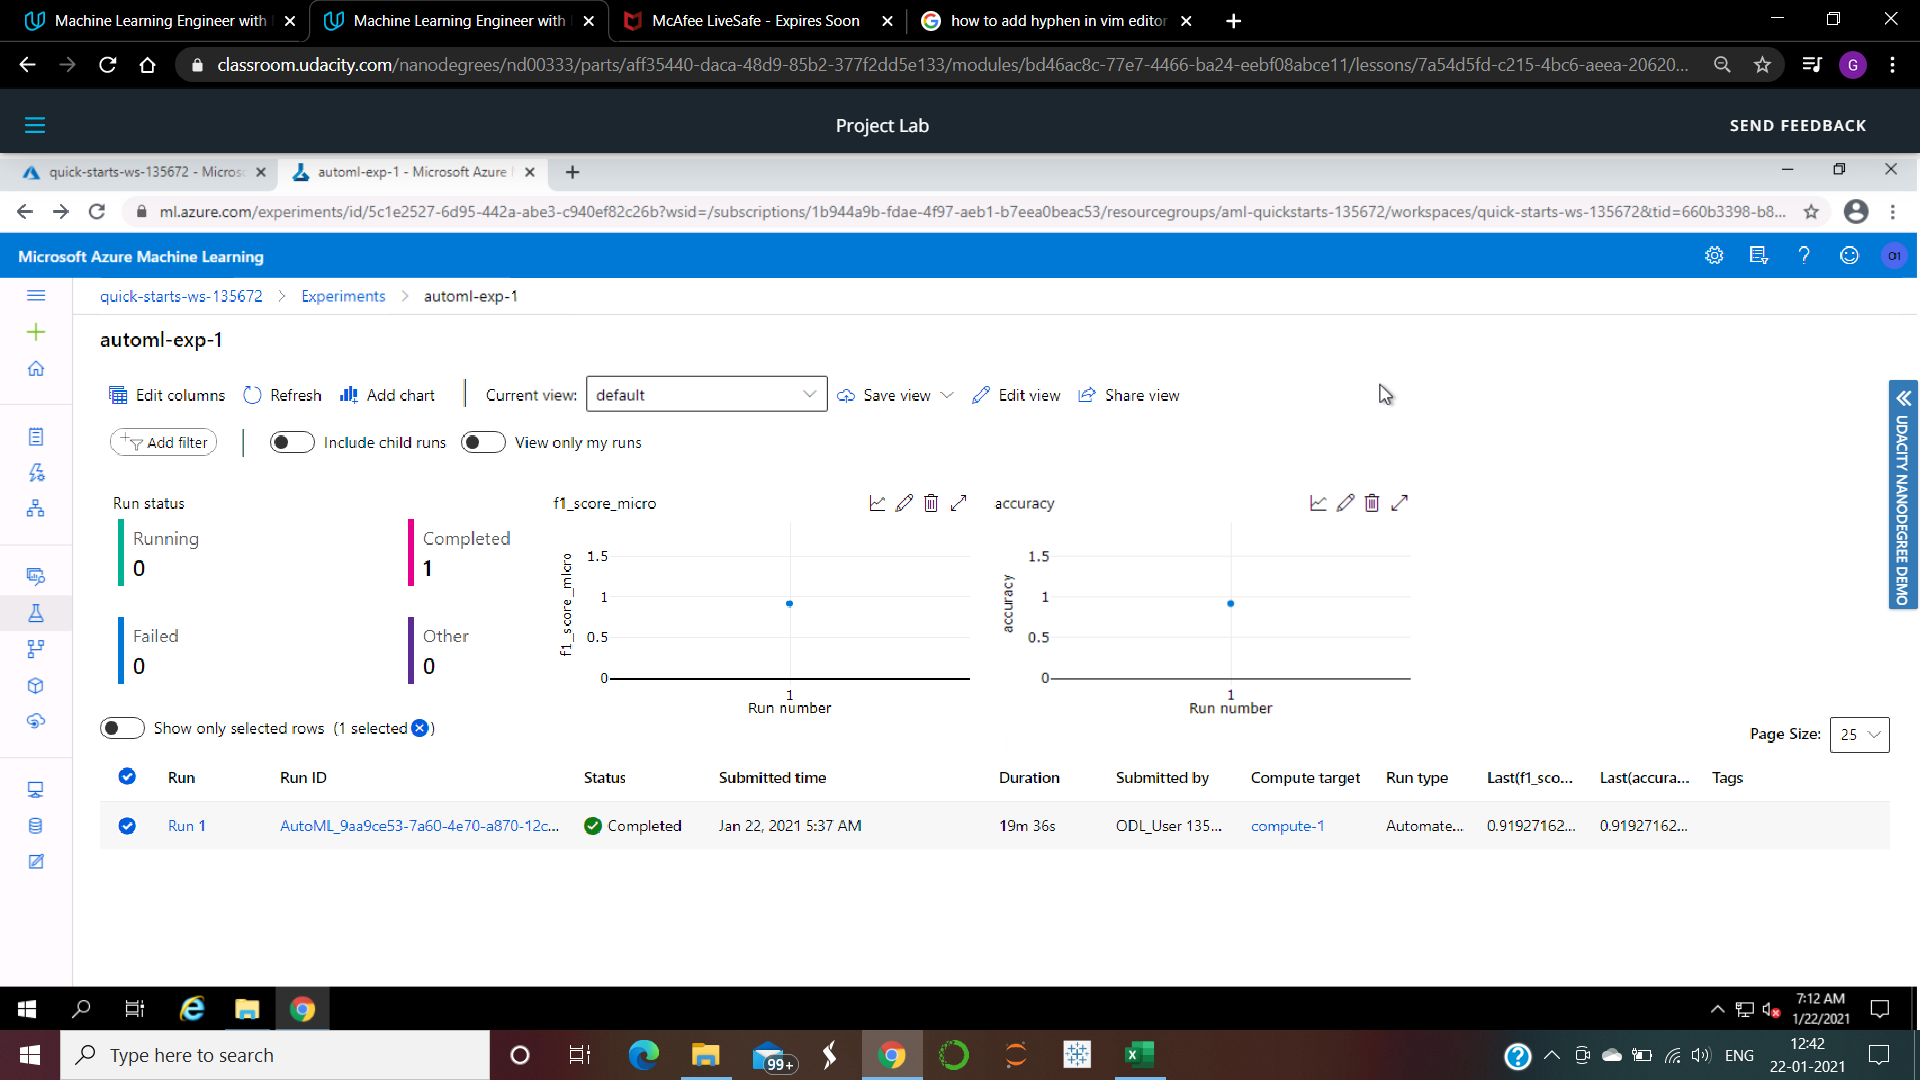 Machine Learning Engineer with
Machine Learning Engineer with
McAfee LiveSafe - Expires Soon
how to add hyphen in vim editor
classroom.udacity.com/nanodegrees/nd00333/parts/aff35440-daca-48d9-85b2-377f2dd5e133/modules/bd46ac8c-77e7-4466-ba24-eebf08abce11/lessons/7a54d5fd-c215-4bc6-aeea-20620...
G
Project Lab
SEND FEEDBACK
quick-starts-ws-135672 - Micros
automl-exp-1 - Microsoft Azure
ml.azure.com/experiments/id/5c1e2527-6d95-442a-abe3-c940ef82c26b?wsid=/subscriptions/1b944a9b-fdae-4f97-aeb1-b7eea0beac53/resourcegroups/aml-quickstarts-135672/workspaces/quick-starts-ws-135672&tid=660b3398-b8...
Microsoft Azure Machine Learning
O1
quick-starts-ws-135672 > Experiments > automl-exp-1
automl-exp-1
Edit columns Refresh Add chart Current view: default Save view Edit view Share view
Add filter Include child runs View only my runs
UDACITY NANODEGREE DEMO
Run status
Running
0
Completed
1
Failed
0
Other
0
f1_score_micro
f1_score_micro
1.5
1
0.5
0
1
Run number
accuracy
accuracy
1.5
1
0.5
0
1
Run number
Show only selected rows (1 selected )
Page Size: 25
Run Run ID Status Submitted time Duration Submitted by Compute target Run type Last(f1_sco... Last(accura... Tags
Run 1 AutoML_9aa9ce53-7a60-4e70-a870-12c... Completed Jan 22, 2021 5:37 AM 19m 36s ODL_User 135... compute-1 Automate... 0.91927162... 0.91927162...
7:12 AM
1/22/2021
Type here to search
99+
ENG
12:42
22-01-2021